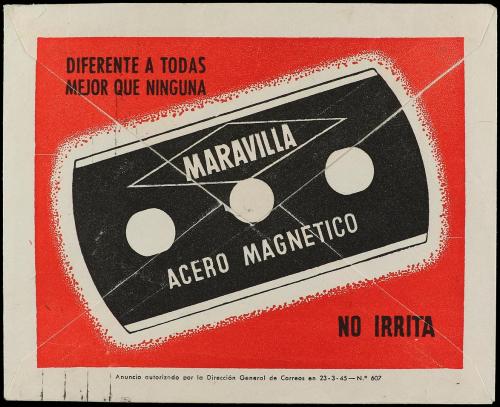 DIFERENTE A TODAS
MEJOR QUE NINGUNA
MARAVILLA
ACERO MAGNETICO
NO IRRITA
Anuncio autorizado por la Dirección General de Correos en 23-3-45 — N.º 607